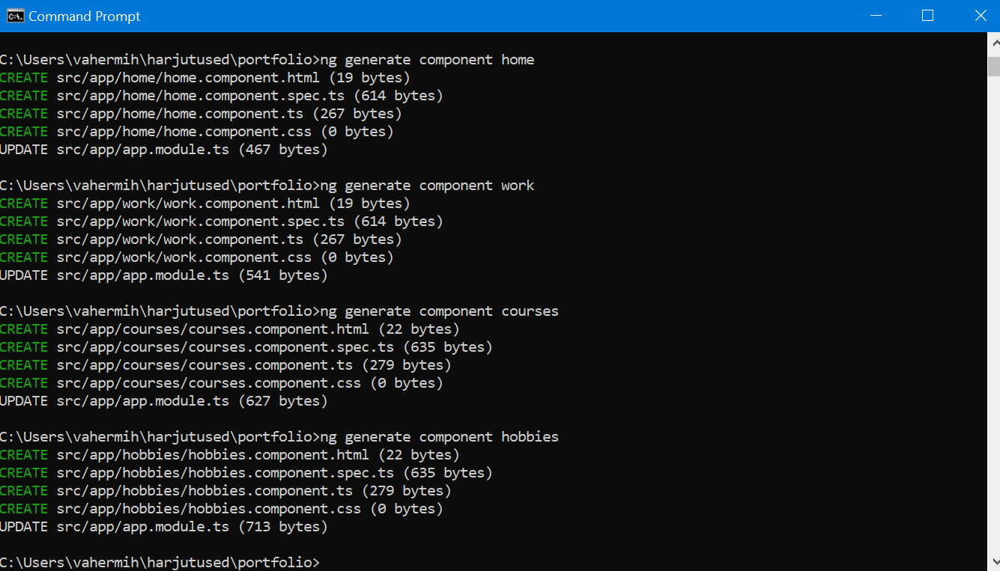 Command Prompt
C:\Users\vahermih\harjutused\portfolio>ng generate component home
CREATE src/app/home/home.component.html (19 bytes)
CREATE src/app/home/home.component.spec.ts (614 bytes)
CREATE src/app/home/home.component.ts (267 bytes)
CREATE src/app/home/home.component.css (0 bytes)
UPDATE src/app/app.module.ts (467 bytes)
C:\Users\vahermih\harjutused\portfolio>ng generate component work
CREATE src/app/work/work.component.html (19 bytes)
CREATE src/app/work/work.component.spec.ts (614 bytes)
CREATE src/app/work/work.component.ts (267 bytes)
CREATE src/app/work/work.component.css (0 bytes)
UPDATE src/app/app.module.ts (541 bytes)
C:\Users\vahermih\harjutused\portfolio>ng generate component courses
CREATE src/app/courses/courses.component.html (22 bytes)
CREATE src/app/courses/courses.component.spec.ts (635 bytes)
CREATE src/app/courses/courses.component.ts (279 bytes)
CREATE src/app/courses/courses.component.css (0 bytes)
UPDATE src/app/app.module.ts (627 bytes)
C:\Users\vahermih\harjutused\portfolio>ng generate component hobbies
CREATE src/app/hobbies/hobbies.component.html (22 bytes)
CREATE src/app/hobbies/hobbies.component.spec.ts (635 bytes)
CREATE src/app/hobbies/hobbies.component.ts (279 bytes)
CREATE src/app/hobbies/hobbies.component.css (0 bytes)
UPDATE src/app/app.module.ts (713 bytes)
C:\Users\vahermih\harjutused\portfolio>